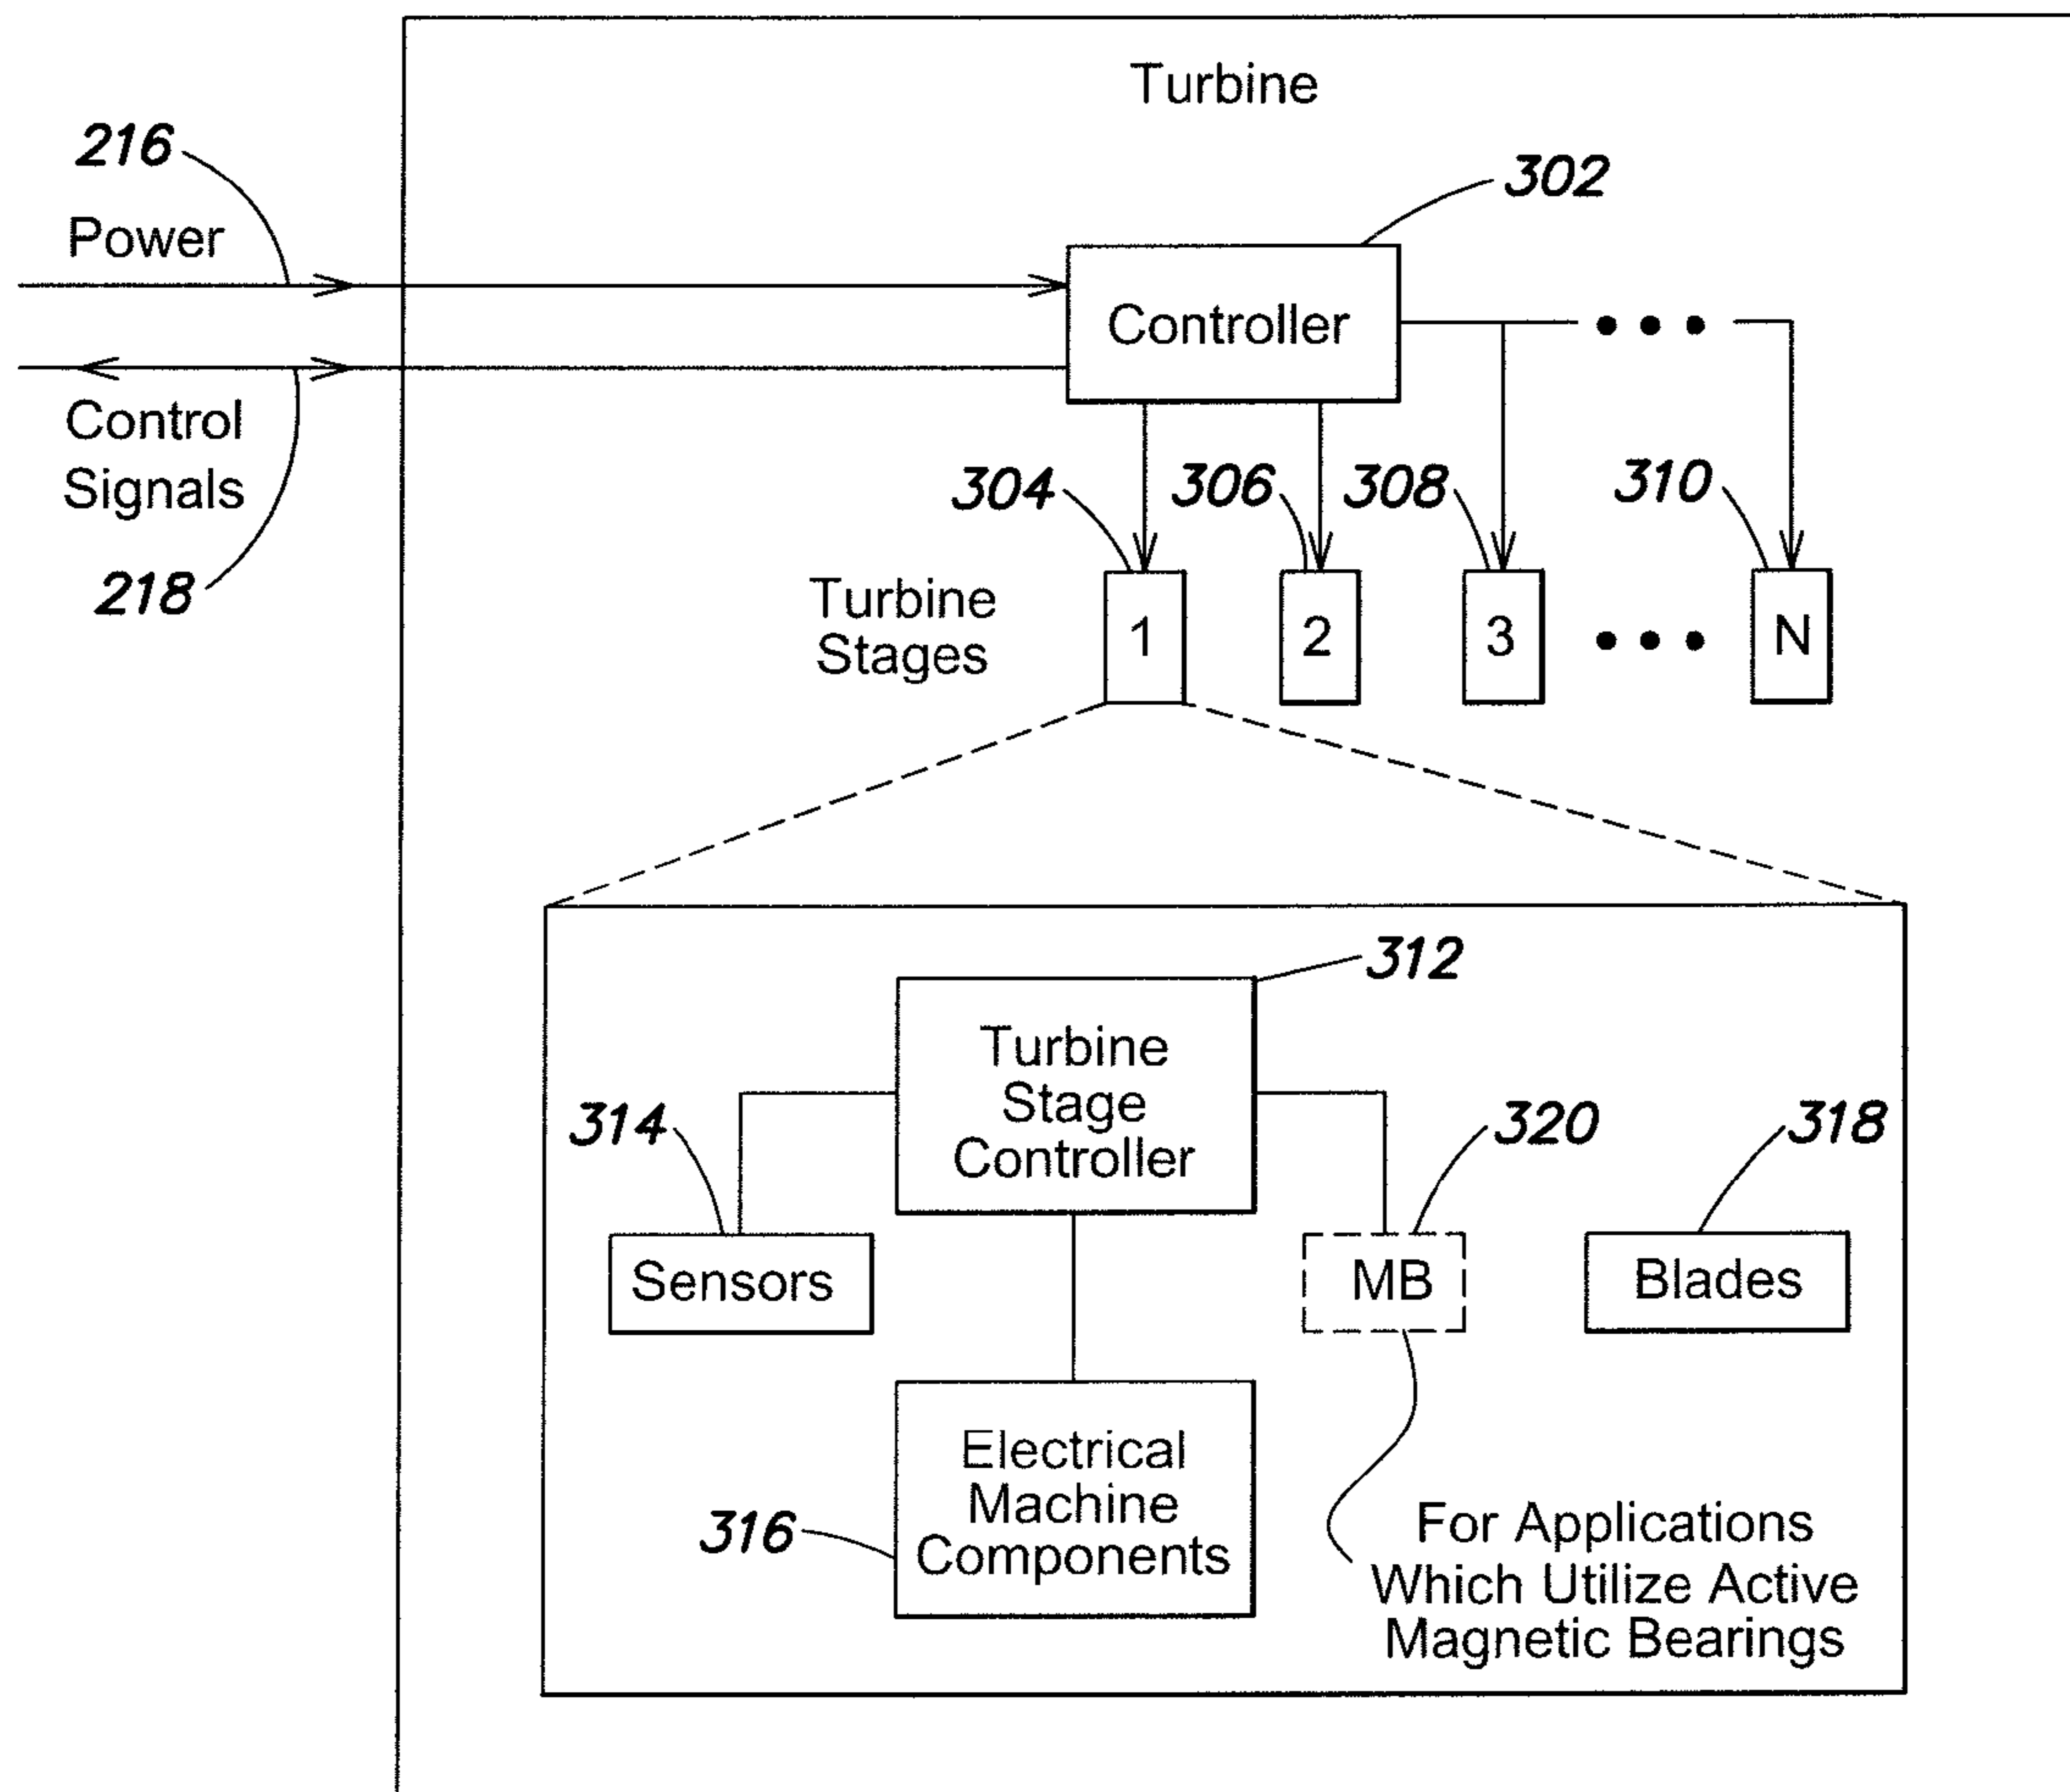 Turbine
216
302
Power
Controller
Control
Signals
218
304
306
308
310
Turbine
Stages
1
2
3
N
312
Turbine
Stage
Controller
314
320
318
Sensors
MB
Blades
Electrical
Machine
Components
316
For Applications
Which Utilize Active
Magnetic Bearings